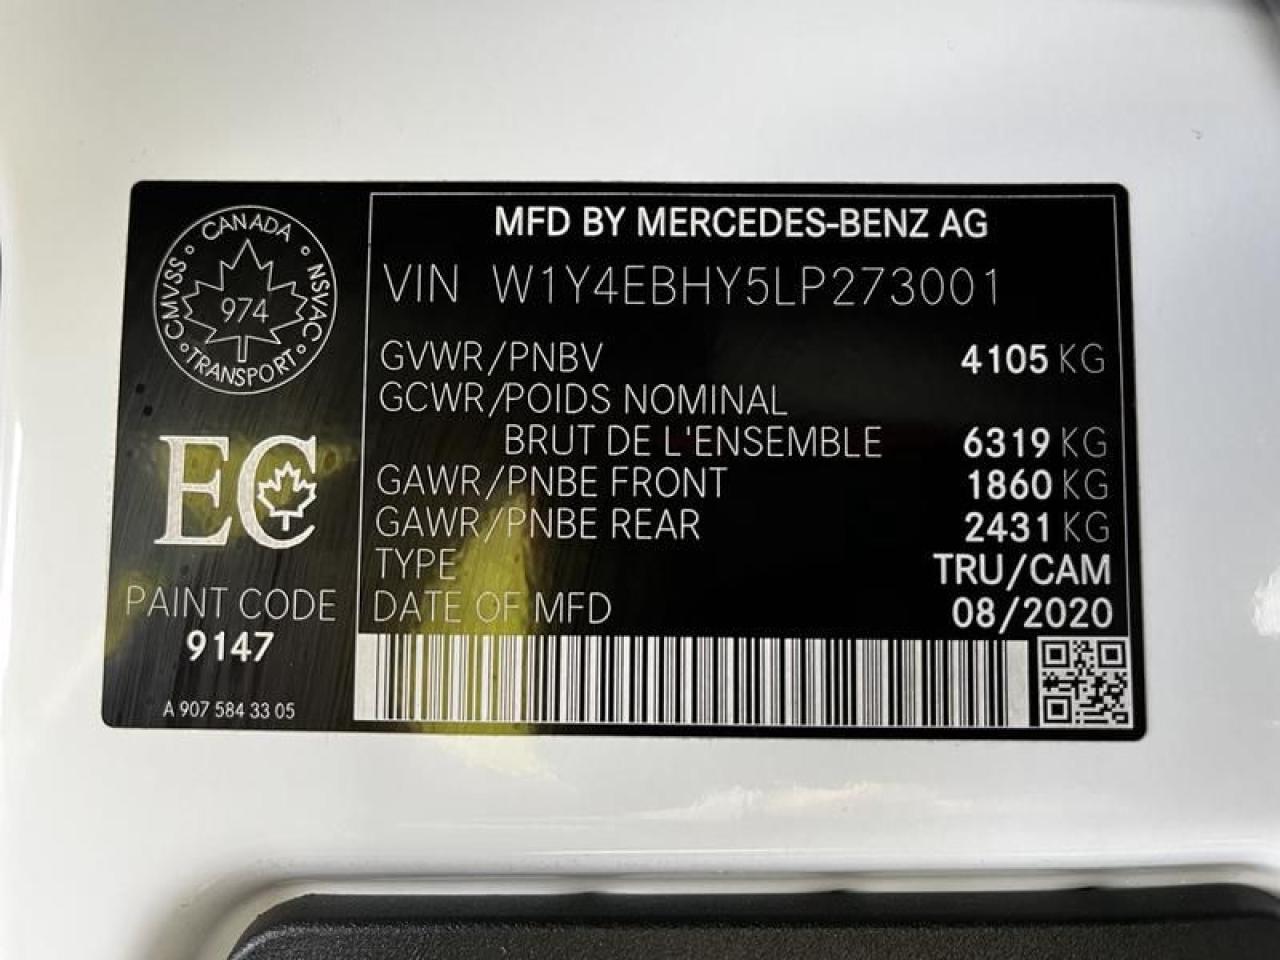 CANADA
CMVSS
NSVAC
974
TRANSPORT
EC
PAINT CODE
9147
A 907 584 33 05
MFD BY MERCEDES-BENZ AG
VIN W1Y4EBHY5LP273001
GVWR/PNBV 4105 KG
GCWR/POIDS NOMINAL
BRUT DE L'ENSEMBLE 6319 KG
GAWR/PNBE FRONT 1860 KG
GAWR/PNBE REAR 2431 KG
TYPE TRU/CAM
DATE OF MFD 08/2020